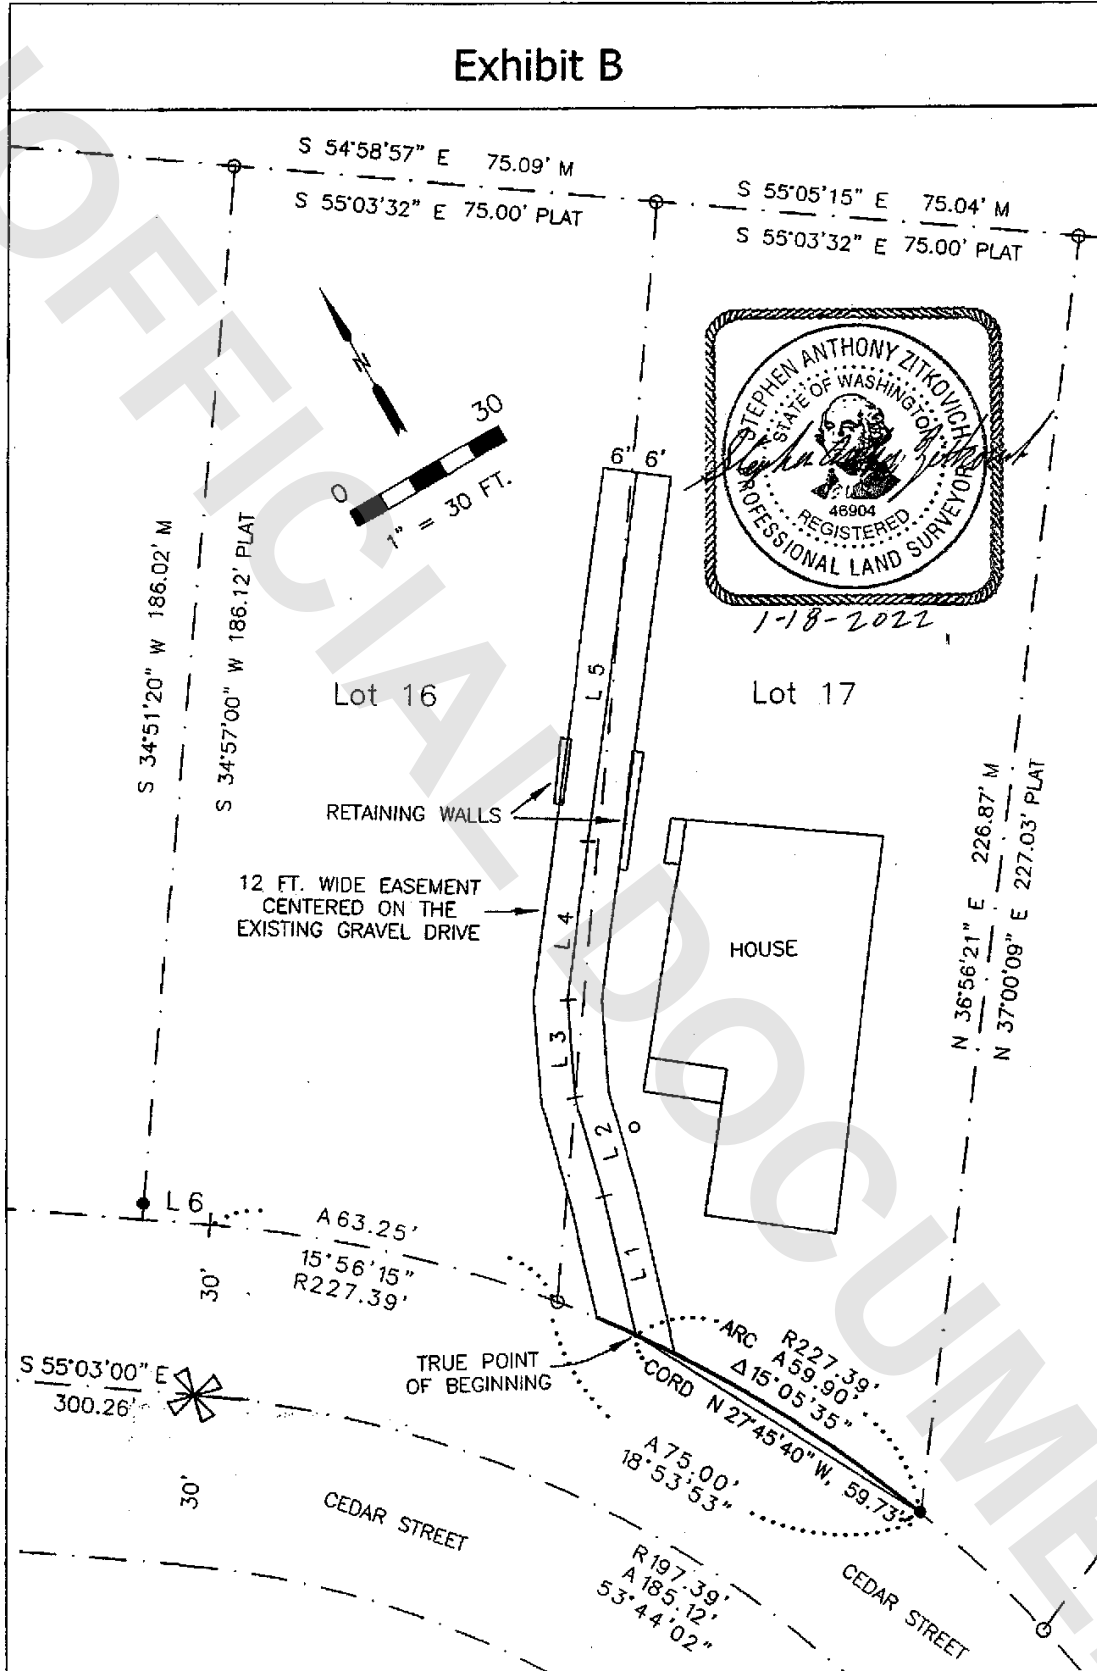 Exhibit B
S 54°58'57" E 75.09' M
S 55°03'32" E 75.00' PLAT
S 55°05'15" E 75.04' M
S 55°03'32" E 75.00' PLAT
N
0
30
1" = 30 FT.
STEPHEN ANTHONY ZITKOVICH
STATE OF WASHINGTON
46904
REGISTERED
PROFESSIONAL LAND SURVEYOR
1-18-2022
6" 6'
S 34°51'20" W 186.02' M
S 34°57'00" W 186.12' PLAT
Lot 16
L 5
Lot 17
RETAINING WALLS
12 FT. WIDE EASEMENT
CENTERED ON THE
EXISTING GRAVEL DRIVE
L 4
HOUSE
N 36°56'21" E 226.87' M
N 37°00'09" E 227.03' PLAT
L 3
L 2
L 6
L 1
A 63.25'
15°56'15"
R227.39'
30'
S 55°03'00" E
300.26'
TRUE POINT
OF BEGINNING
ARC R227.39'
A 59.90'
Δ 15°05'35"
CORD N 27°45'40" W, 59.73'
A 75.00'
18°53'53"
30'
CEDAR STREET
R197.39'
A 185.12'
53°44'02"
CEDAR STREET
UNOFFICIAL DOCUMENT